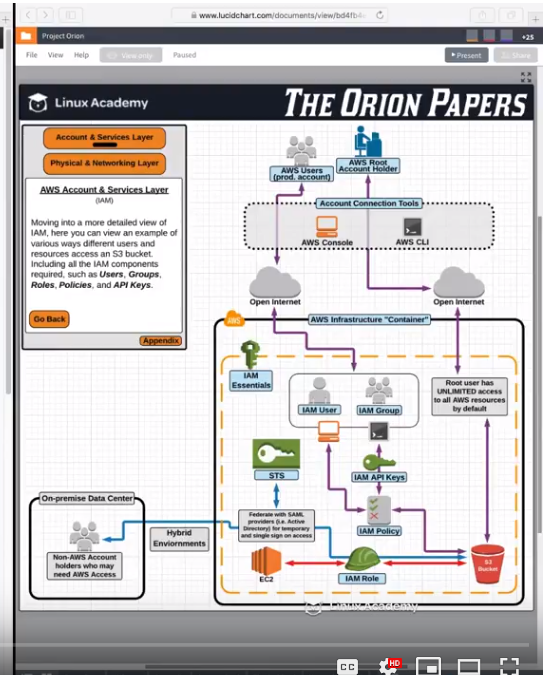 www.lucidchart.com/documents/view/bd4fb4
Project Orion
+25
File View Help View only Paused
Present Share
Linux Academy
THE ORION PAPERS
Account & Services Layer
Physical & Networking Layer
AWS Account & Services Layer
(IAM)
Moving into a more detailed view of
IAM, here you can view an example of
various ways different users and
resources access an S3 bucket.
Including all the IAM components
required, such as Users, Groups,
Roles, Policies, and API Keys.
Go Back
Appendix
AWS Users
(prod. account)
AWS Root
Account Holder
Account Connection Tools
AWS Console
AWS CLI
Open Internet
Open Internet
AWS
AWS Infrastructure "Container"
IAM
Essentials
IAM User
IAM Group
Root user has
UNLIMITED access
to all AWS resources
by default
STS
IAM API Keys
Federate with SAML
providers (i.e. Active
Directory) for temporary
and single sign on access
IAM Policy
On-premise Data Center
Non-AWS Account
holders who may
need AWS Access
Hybrid
Enviornments
EC2
IAM Role
S3
Bucket
Linux Academy
CC
HD